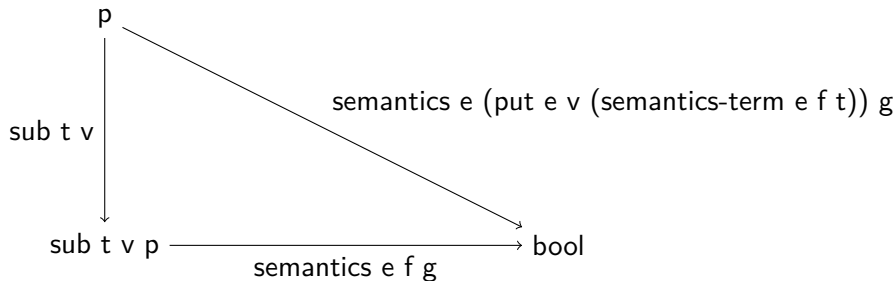 p
semantics e (put e v (semantics-term e f t)) g
sub t v
sub t v p
bool
semantics e f g